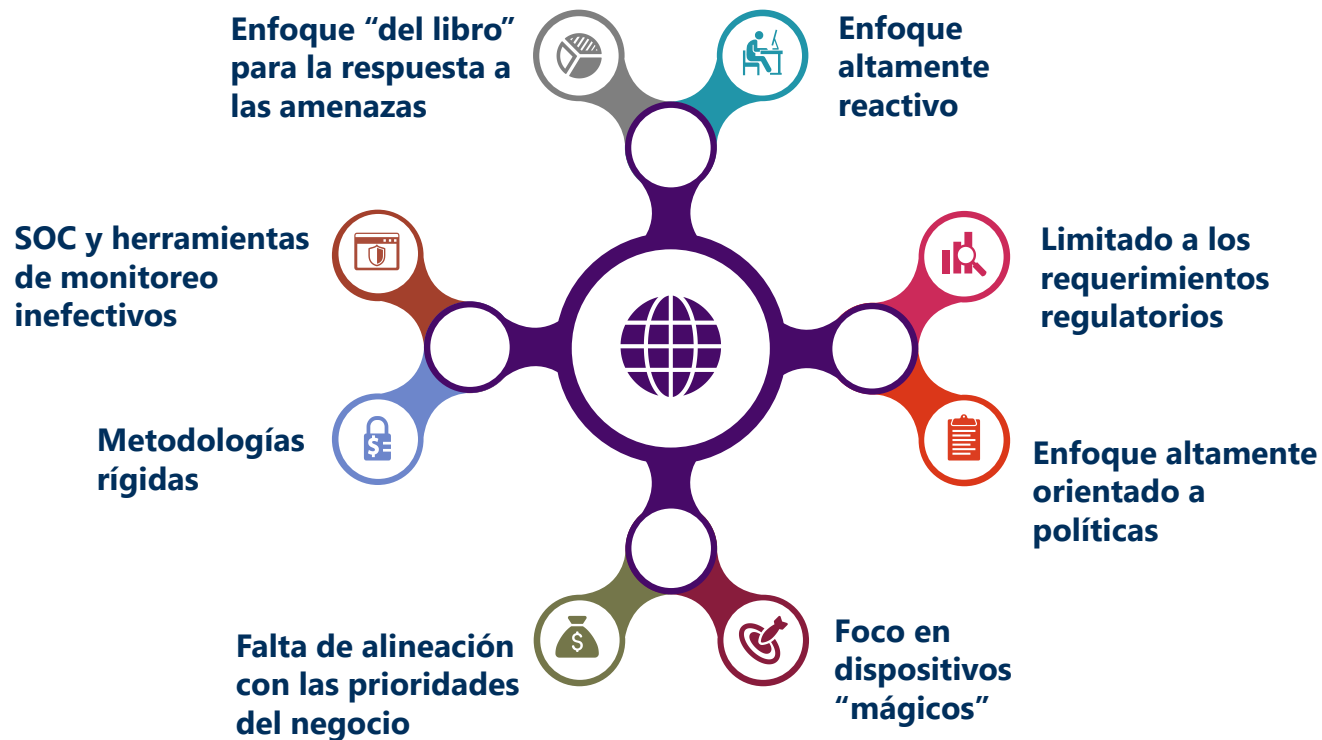 Enfoque “del libro”
para la respuesta a
las amenazas
Enfoque
altamente
reactivo
SOC y herramientas
de monitoreo
inefectivos
Limitado a los
requerimientos
regulatorios
Metodologías
rígidas
$
Enfoque altamente
orientado a
políticas
Falta de alineación
con las prioridades
del negocio
$
Foco en
dispositivos
“mágicos”